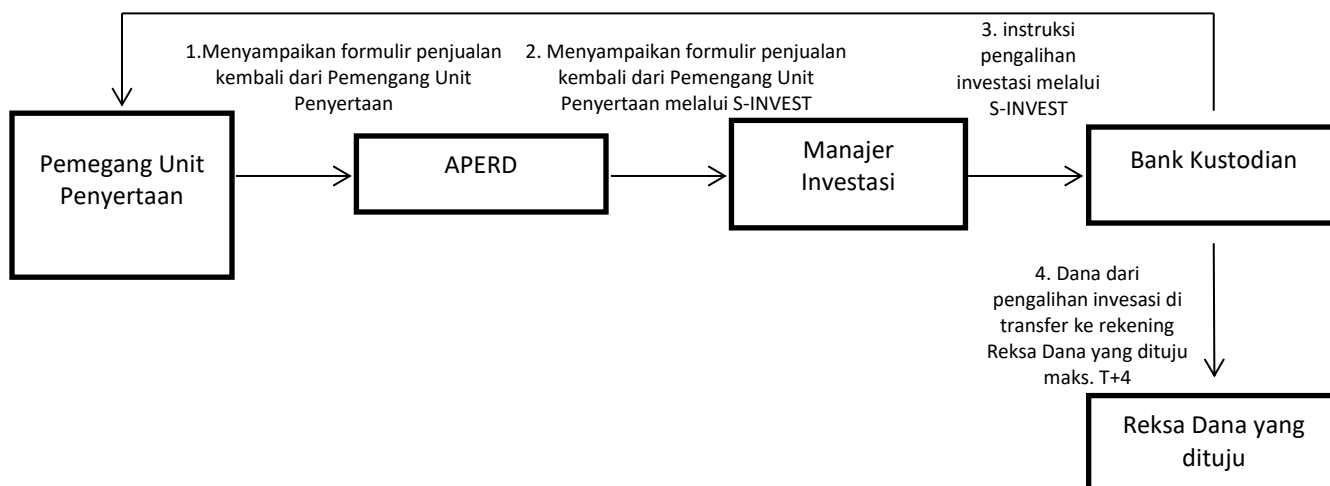 1.Menyampaikan formulir penjualan
kembali dari Pemengang Unit
Penyertaan
2. Menyampaikan formulir penjualan
kembali dari Pemengang Unit
Penyertaan melalui S-INVEST
3. instruksi
pengalihan
investasi melalui
S-INVEST
Pemegang Unit
Penyertaan
APERD
Manajer
Investasi
Bank Kustodian
4. Dana dari
pengalihan invesasi di
transfer ke rekening
Reksa Dana yang dituju
maks. T+4
Reksa Dana yang
dituju